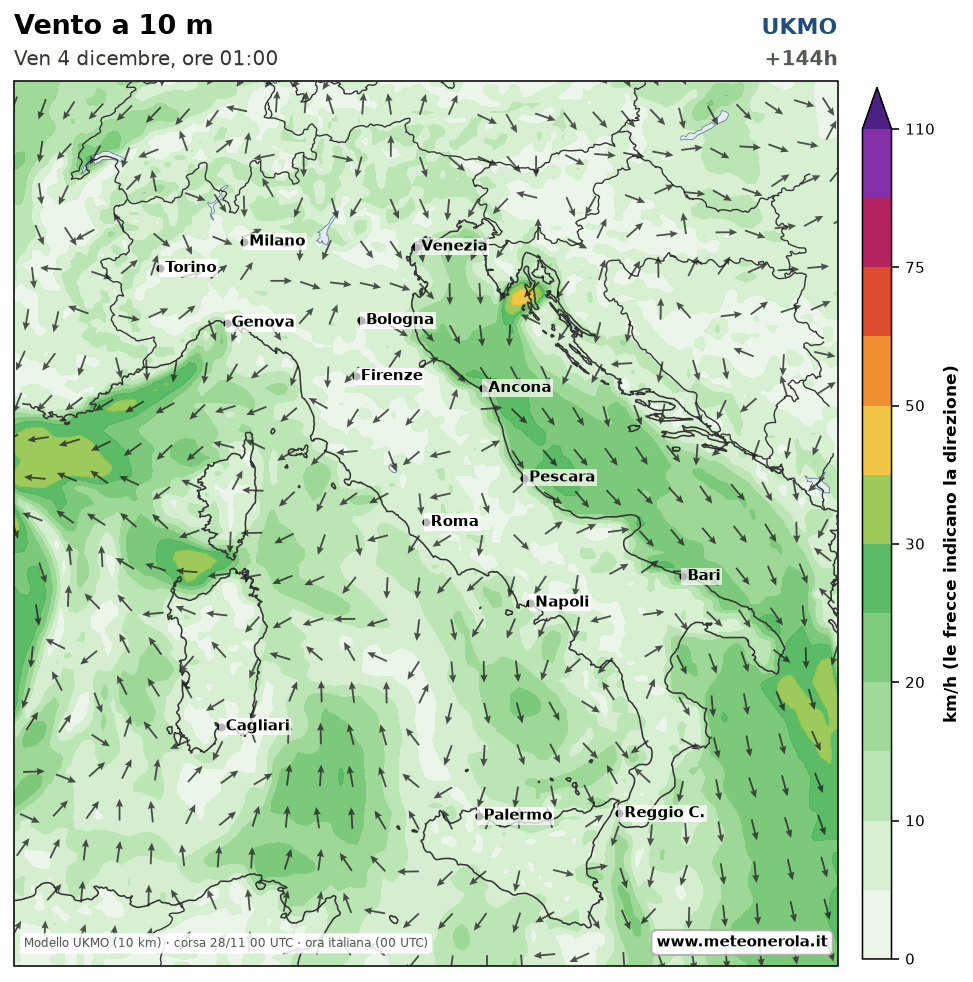 Vento a 10 m
UKMO
Ven 4 dicembre, ore 01:00
+144h
110
Venezia
Milano
Torino
75
Genova
Bologna
Firenze
Ancona
50
Pescara
Roma
30
Bari
Napoli
20
Cagliari
Palermo
Reggio C.
10
0
km/h (le frecce indicano la direzione)
Modello UKMO (10 km) · corsa 28/11 00 UTC · ora italiana (00 UTC)
www.meteonerola.it